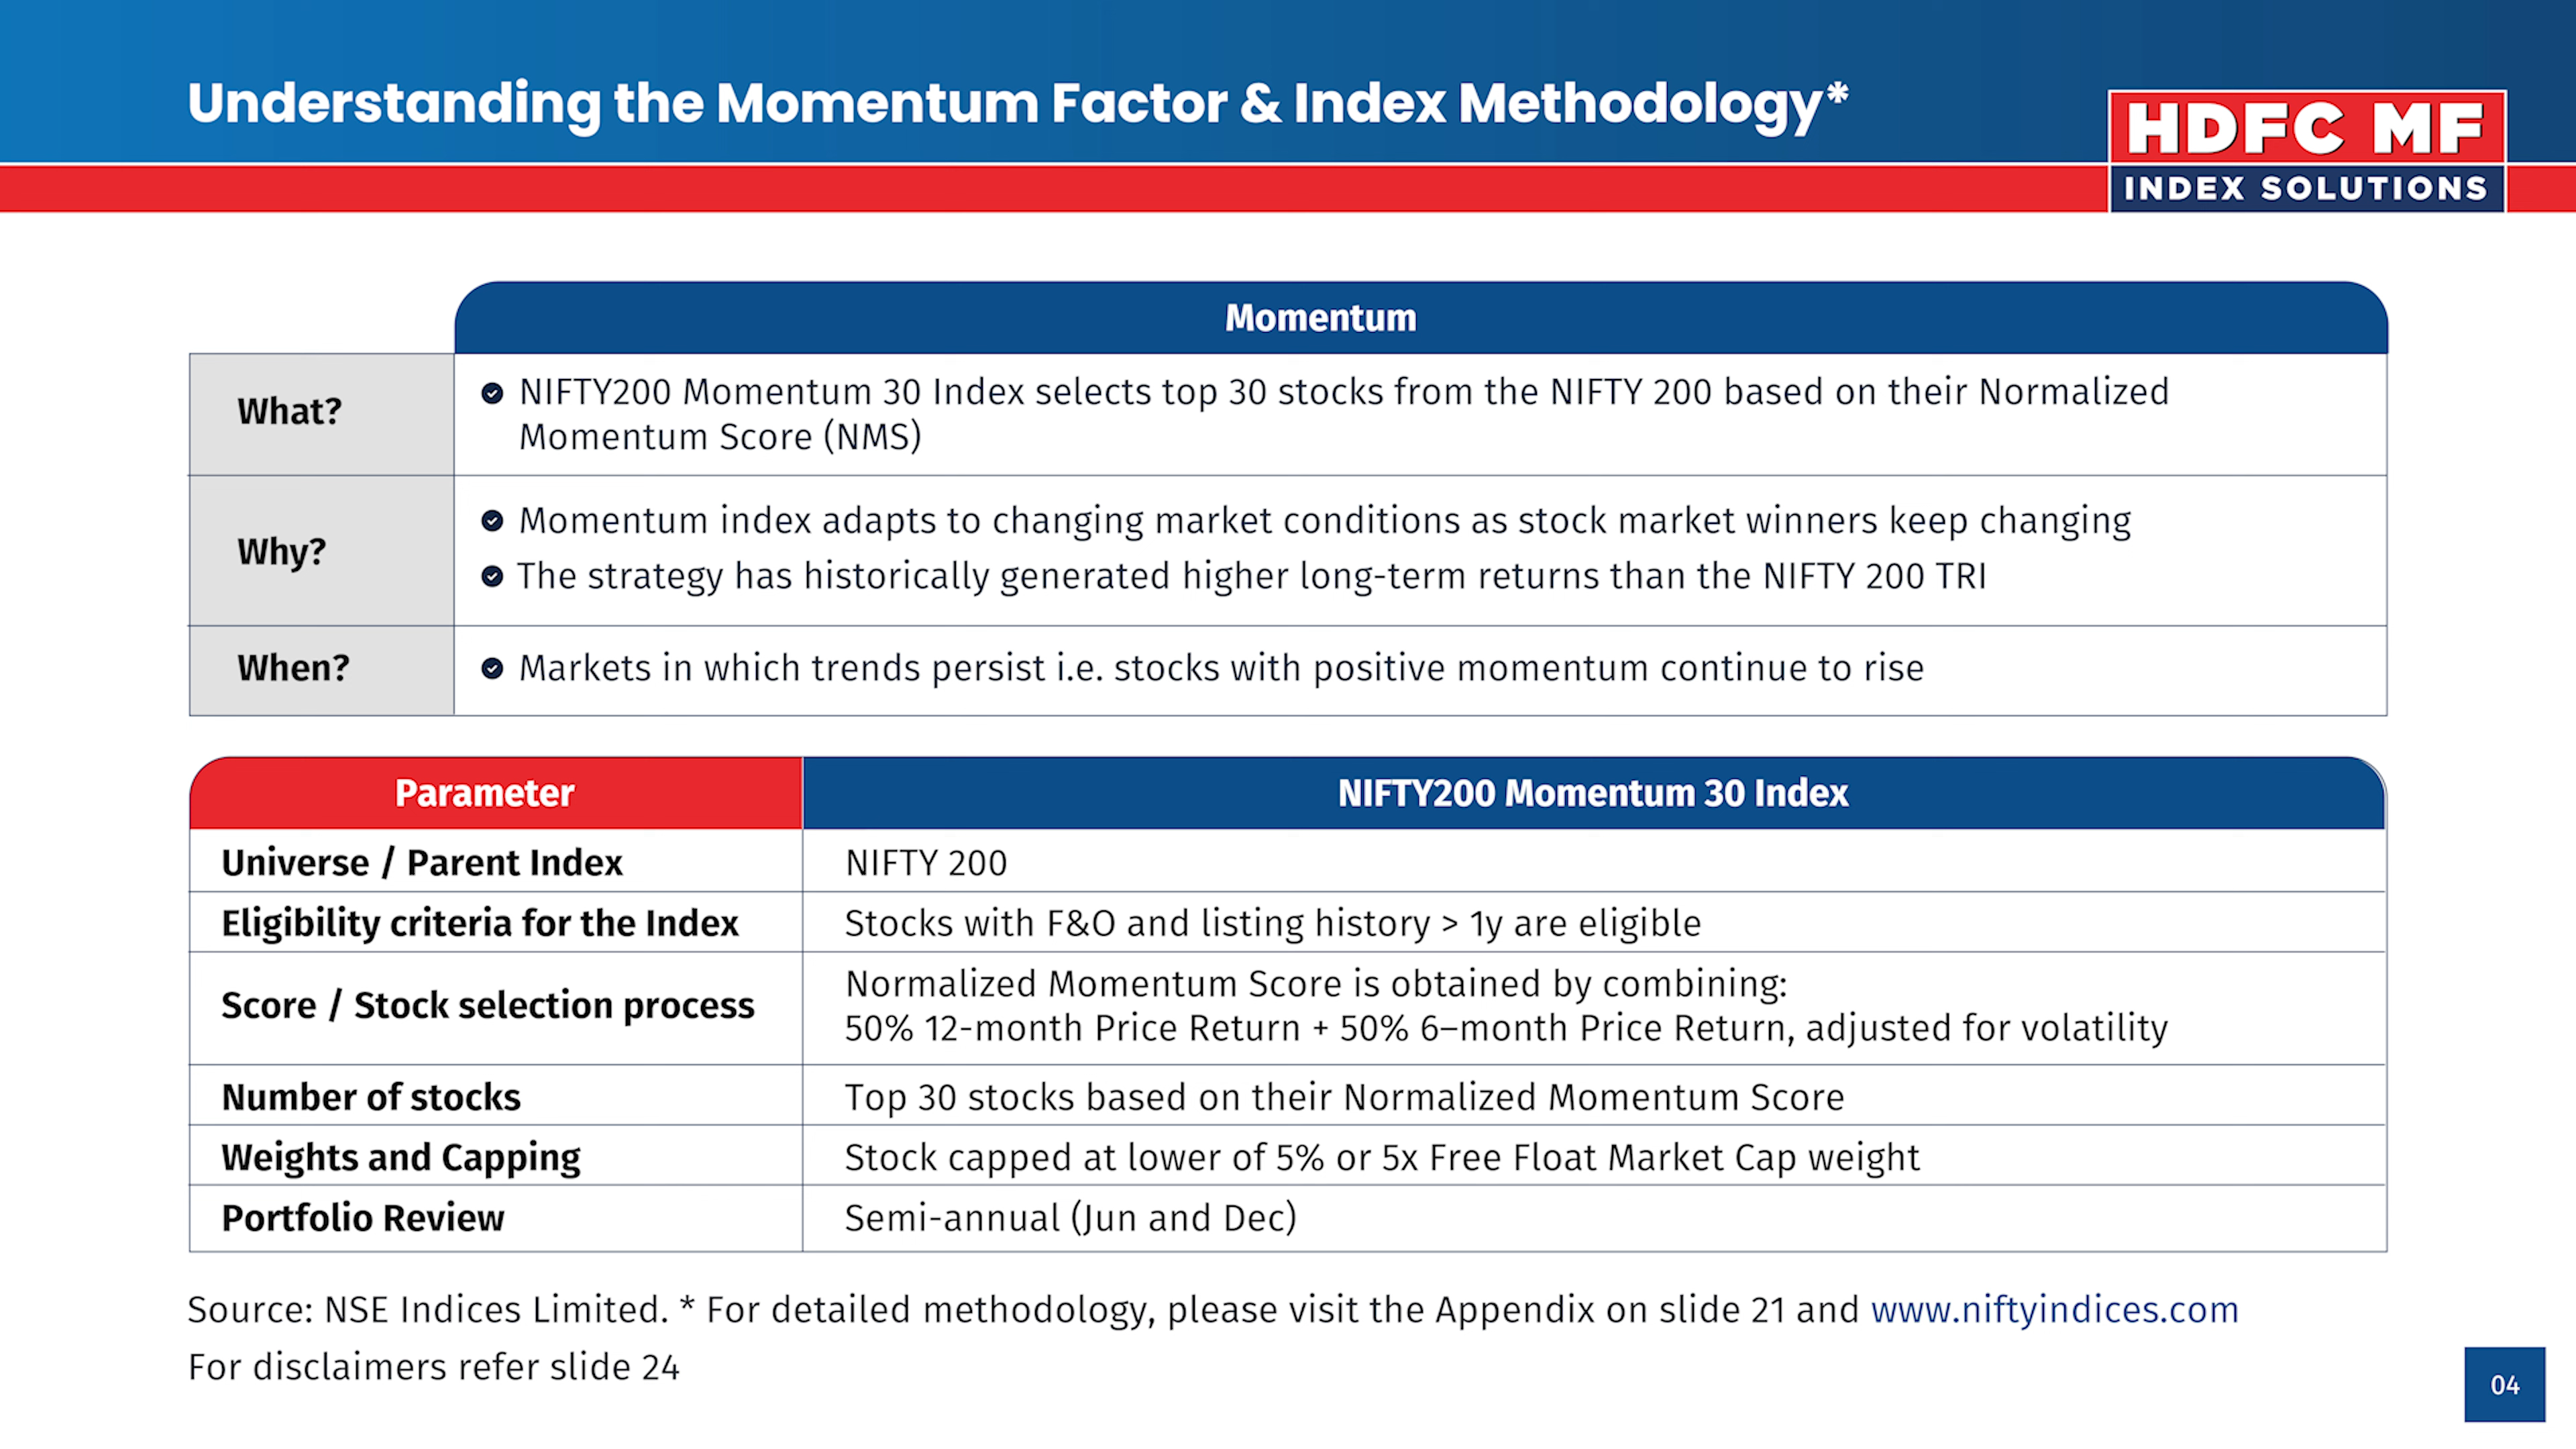 Understanding the Momentum Factor & Index Methodology*
HDFC MF
INDEX SOLUTIONS
Momentum
What?
NIFTY200 Momentum 30 Index selects top 30 stocks from the NIFTY 200 based on their Normalized
Momentum Score (NMS)
Why?
Momentum index adapts to changing market conditions as stock market winners keep changing
The strategy has historically generated higher long-term returns than the NIFTY 200 TRI
When?
Markets in which trends persist i.e. stocks with positive momentum continue to rise
Parameter
NIFTY200 Momentum 30 Index
Universe / Parent Index
NIFTY 200
Eligibility criteria for the Index
Stocks with F&O and listing history > 1y are eligible
Score / Stock selection process
Normalized Momentum Score is obtained by combining:
50% 12-month Price Return + 50% 6–month Price Return, adjusted for volatility
Number of stocks
Top 30 stocks based on their Normalized Momentum Score
Weights and Capping
Stock capped at lower of 5% or 5x Free Float Market Cap weight
Portfolio Review
Semi-annual (Jun and Dec)
Source: NSE Indices Limited. * For detailed methodology, please visit the Appendix on slide 21 and www.niftyindices.com
For disclaimers refer slide 24
04